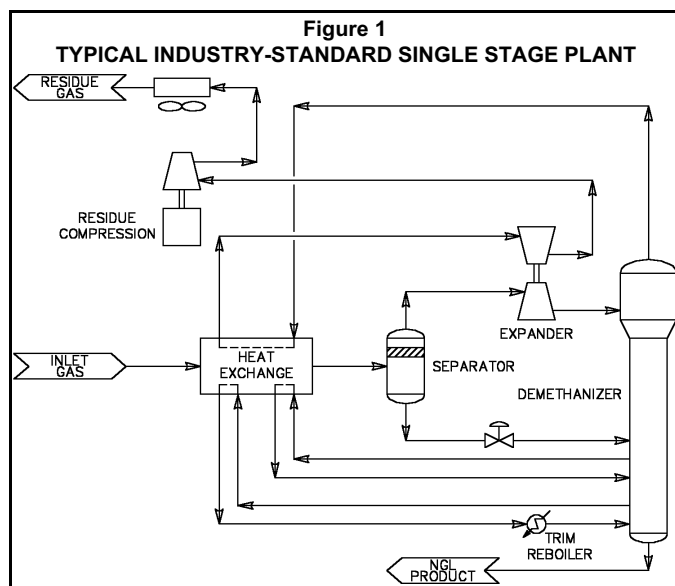 Figure 1
TYPICAL INDUSTRY-STANDARD SINGLE STAGE PLANT
RESIDUE
GAS
RESIDUE
COMPRESSION
EXPANDER
INLET
GAS
HEAT
EXCHANGE
SEPARATOR
DEMETHANIZER
TRIM
REBOILER
NGL
PRODUCT